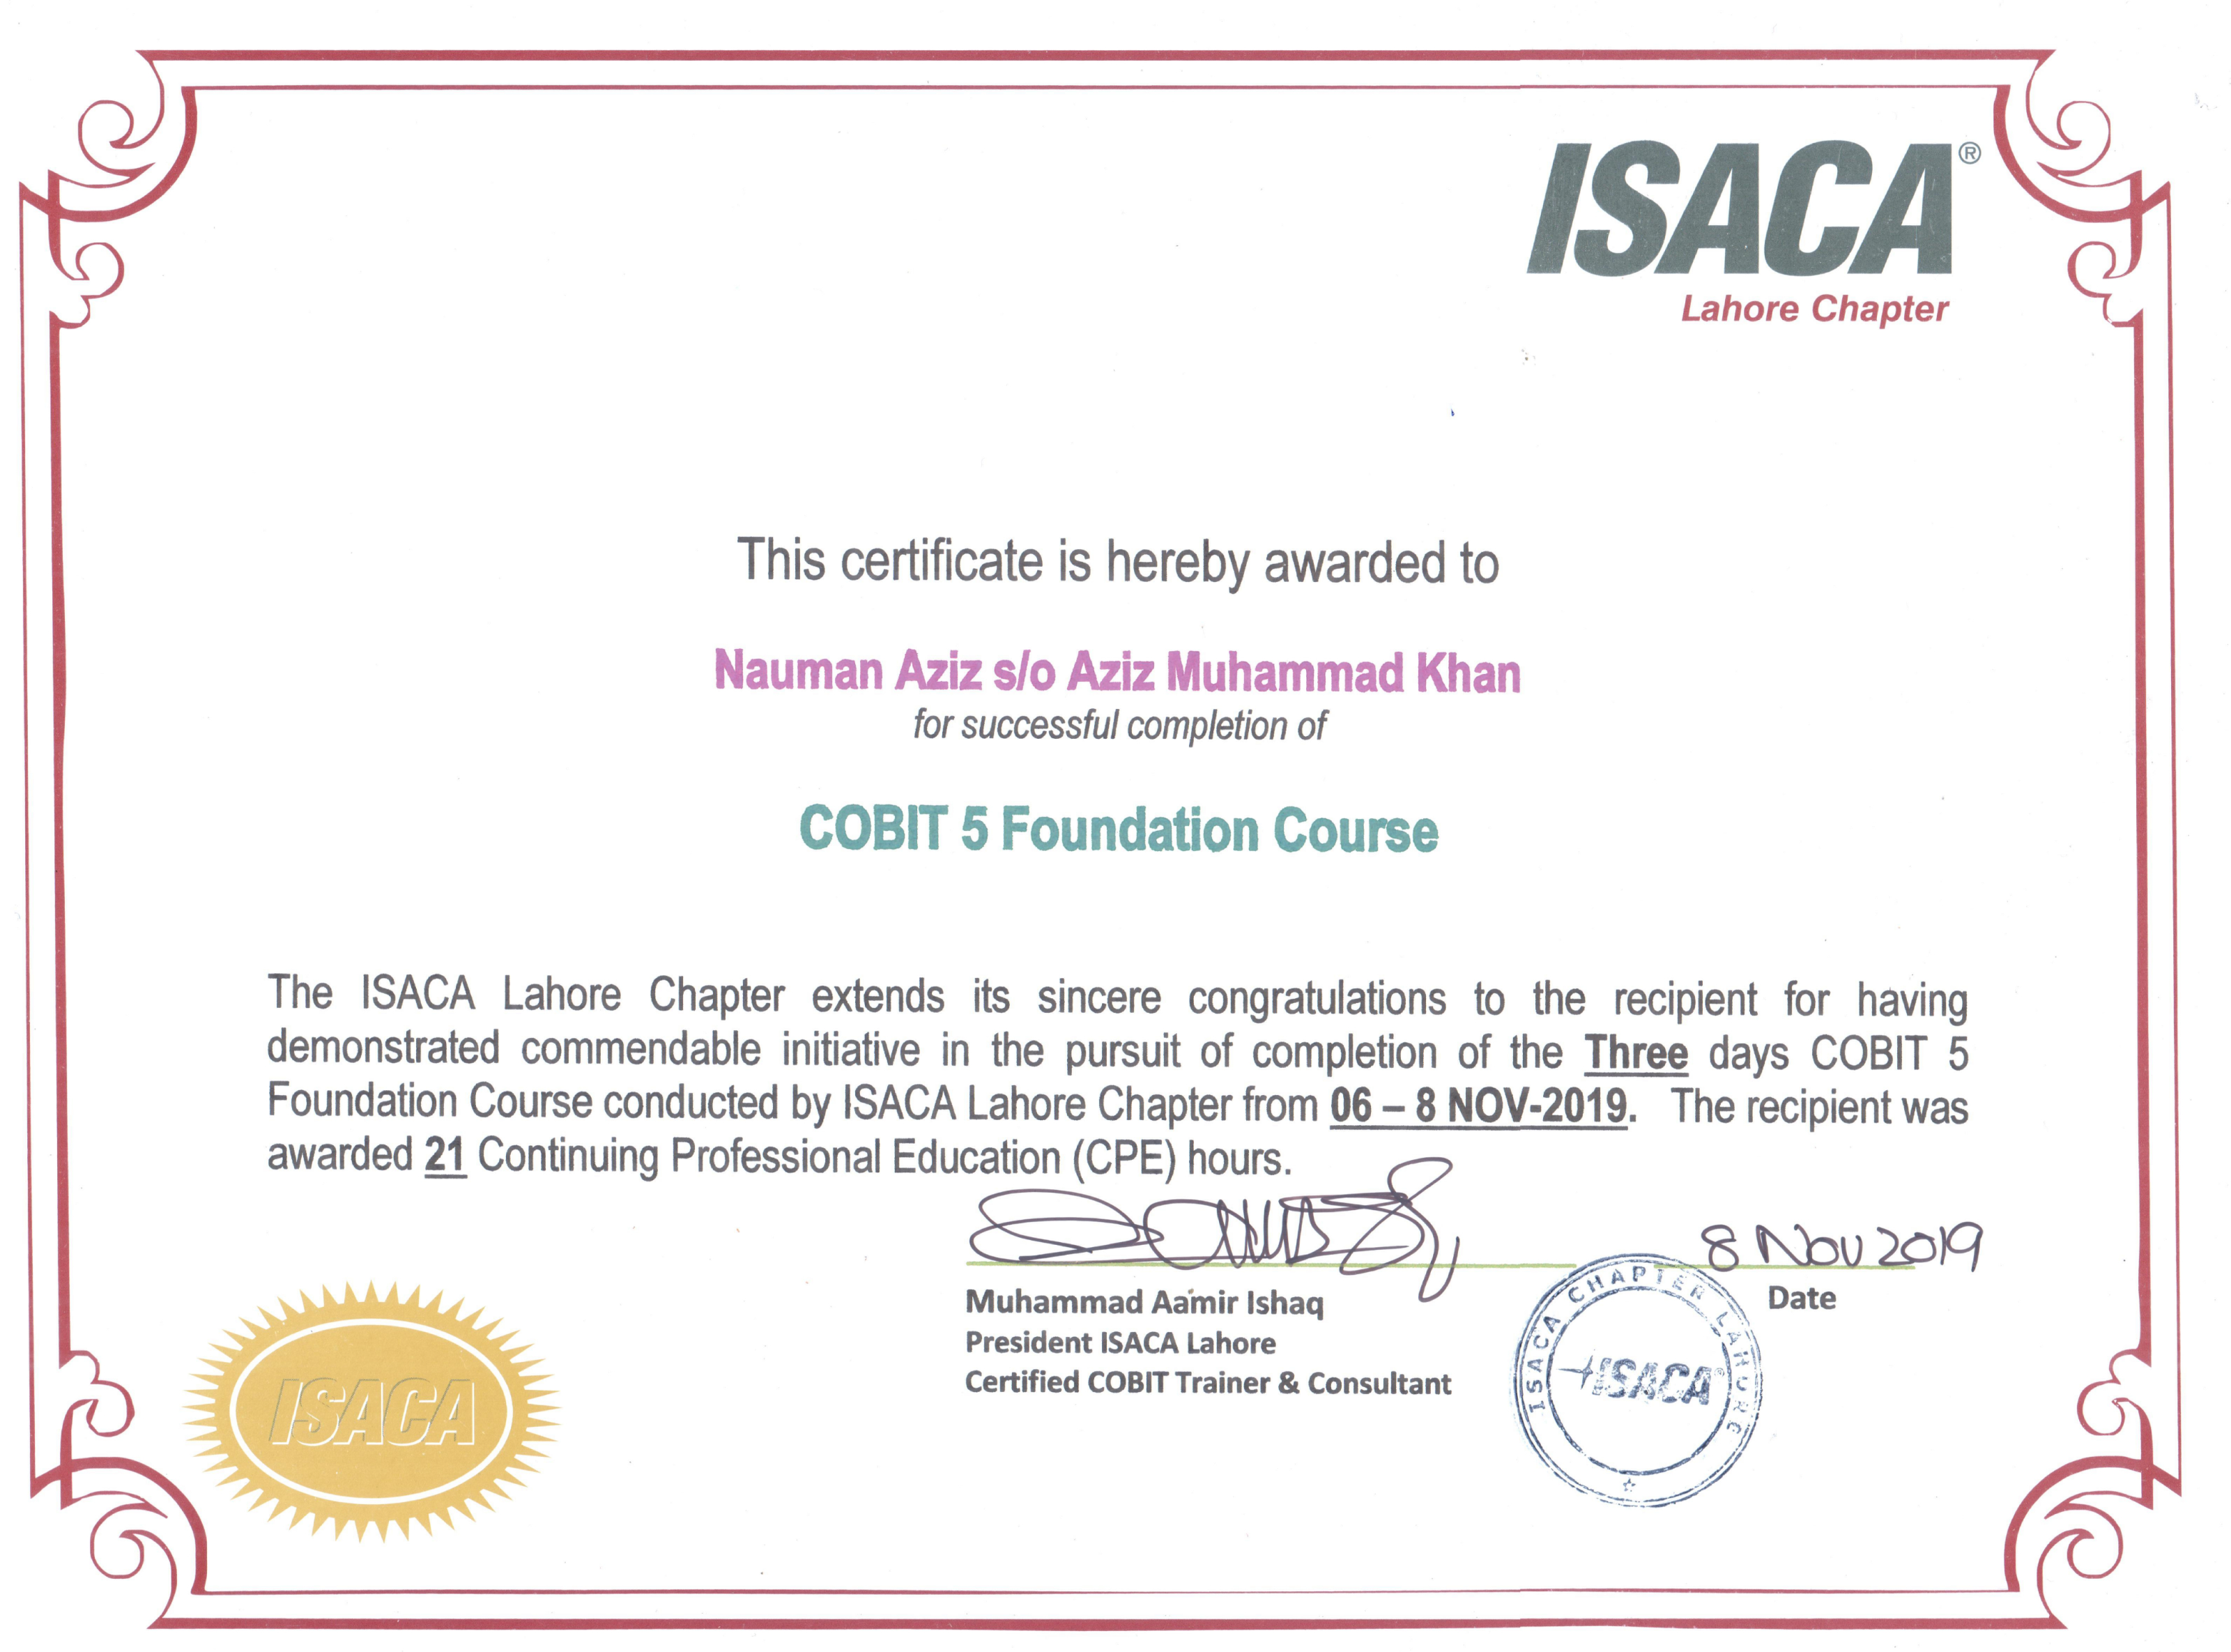 ISACA®
Lahore Chapter
This certificate is hereby awarded to
Nauman Aziz s/o Aziz Muhammad Khan
for successful completion of
COBIT 5 Foundation Course
The ISACA Lahore Chapter extends its sincere congratulations to the recipient for having
demonstrated commendable initiative in the pursuit of completion of the Three days COBIT 5
Foundation Course conducted by ISACA Lahore Chapter from 06 – 8 NOV-2019. The recipient was
awarded 21 Continuing Professional Education (CPE) hours.
8 Nov 2019
Muhammad Aamir Ishaq
Date
President ISACA Lahore
Certified COBIT Trainer & Consultant
ISACA
ISACA CHAPTER LAHORE
ISACA